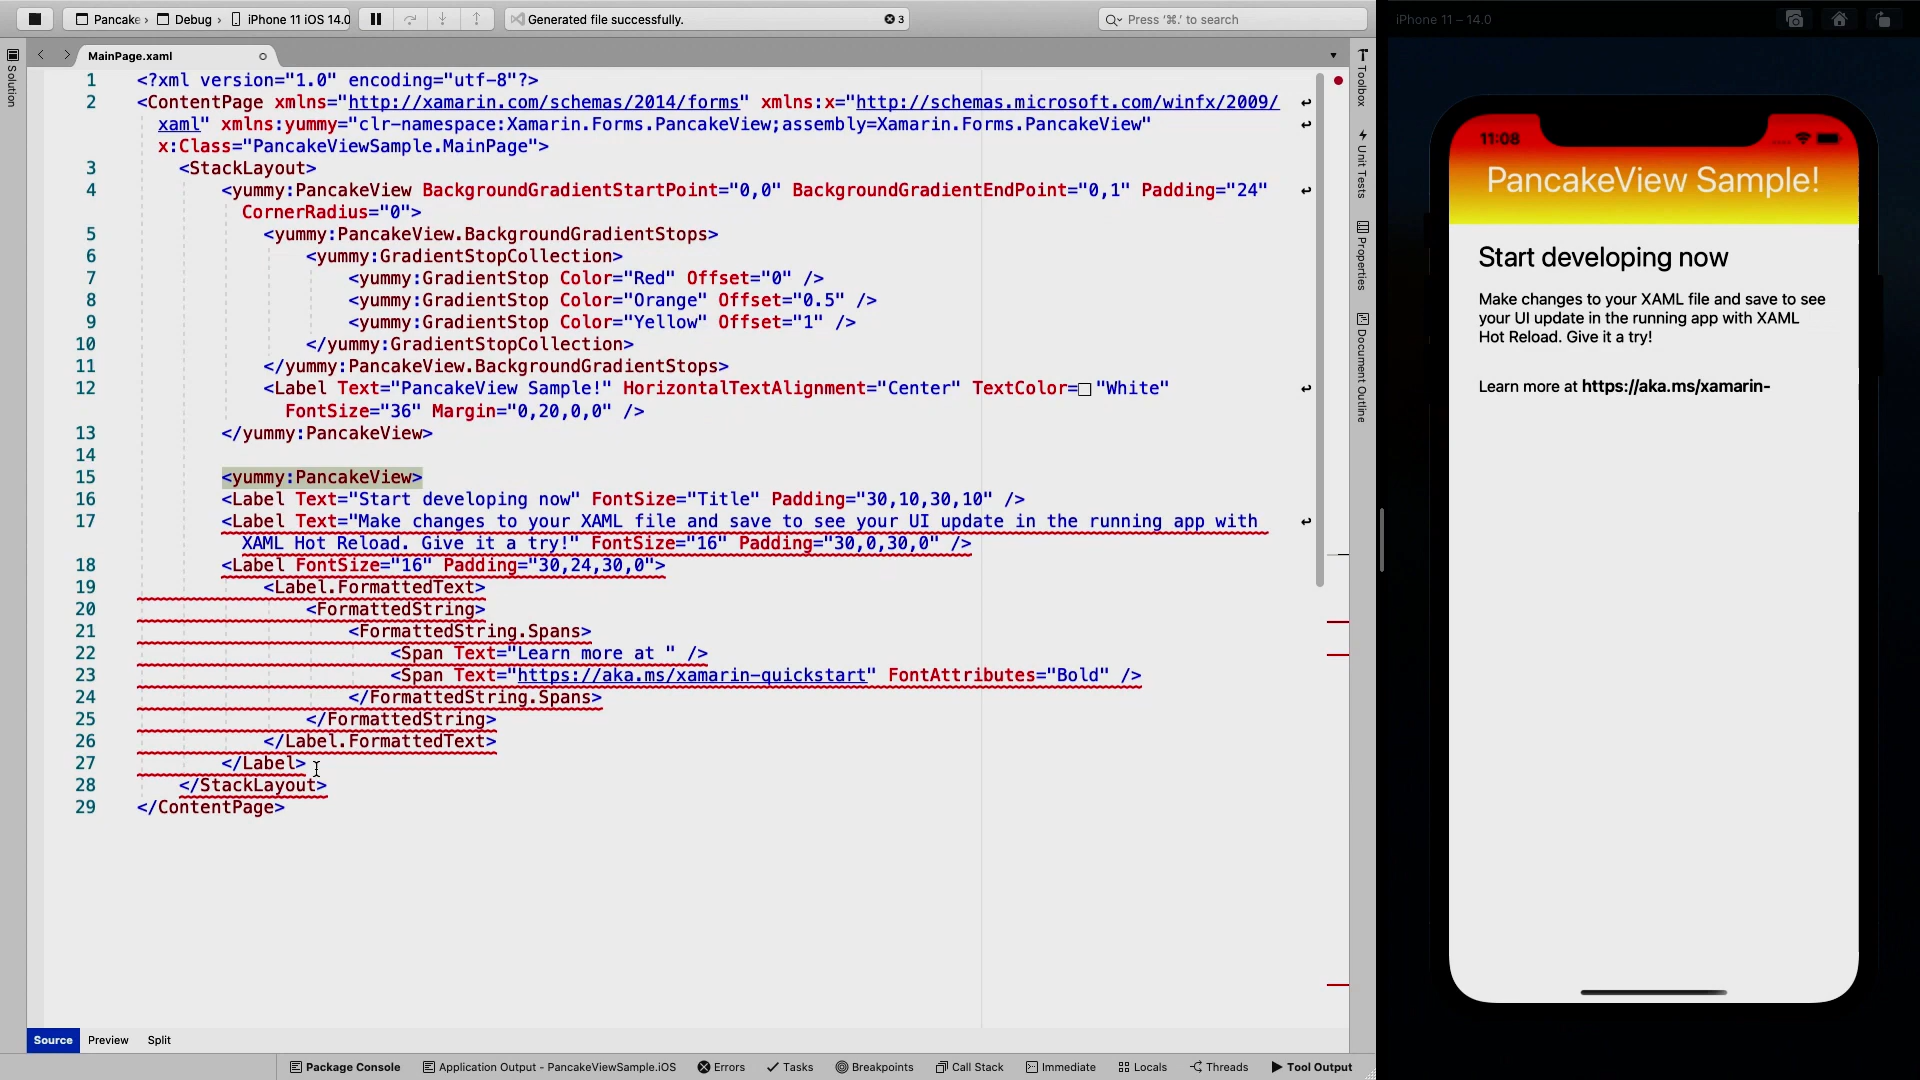 Pancake › Debug › iPhone 11 iOS 14.0
Generated file successfully.
3
Press ‘⌘.’ to search
iPhone 11 – 14.0
Solution
MainPage.xaml
1 <?xml version="1.0" encoding="utf-8"?>
2 <ContentPage xmlns="http://xamarin.com/schemas/2014/forms" xmlns:x="http://schemas.microsoft.com/winfx/2009/
xaml" xmlns:yummy="clr-namespace:Xamarin.Forms.PancakeView;assembly=Xamarin.Forms.PancakeView"
x:Class="PancakeViewSample.MainPage">
3 <StackLayout>
4 <yummy:PancakeView BackgroundGradientStartPoint="0,0" BackgroundGradientEndPoint="0,1" Padding="24"
CornerRadius="0">
5 <yummy:PancakeView.BackgroundGradientStops>
6 <yummy:GradientStopCollection>
7 <yummy:GradientStop Color="Red" Offset="0" />
8 <yummy:GradientStop Color="Orange" Offset="0.5" />
9 <yummy:GradientStop Color="Yellow" Offset="1" />
10 </yummy:GradientStopCollection>
11 </yummy:PancakeView.BackgroundGradientStops>
12 <Label Text="PancakeView Sample!" HorizontalTextAlignment="Center" TextColor="White"
FontSize="36" Margin="0,20,0,0" />
13 </yummy:PancakeView>
14
15 <yummy:PancakeView>
16 <Label Text="Start developing now" FontSize="Title" Padding="30,10,30,10" />
17 <Label Text="Make changes to your XAML file and save to see your UI update in the running app with
XAML Hot Reload. Give it a try!" FontSize="16" Padding="30,0,30,0" />
18 <Label FontSize="16" Padding="30,24,30,0">
19 <Label.FormattedText>
20 <FormattedString>
21 <FormattedString.Spans>
22 <Span Text="Learn more at " />
23 <Span Text="https://aka.ms/xamarin-quickstart" FontAttributes="Bold" />
24 </FormattedString.Spans>
25 </FormattedString>
26 </Label.FormattedText>
27 </Label>
28 </StackLayout>
29 </ContentPage>
Toolbox
Unit Tests
Properties
Document Outline
11:08
PancakeView Sample!
Start developing now
Make changes to your XAML file and save to see
your UI update in the running app with XAML
Hot Reload. Give it a try!
Learn more at https://aka.ms/xamarin-
Source Preview Split
Package Console Application Output - PancakeViewSample.iOS Errors Tasks Breakpoints Call Stack Immediate Locals Threads Tool Output